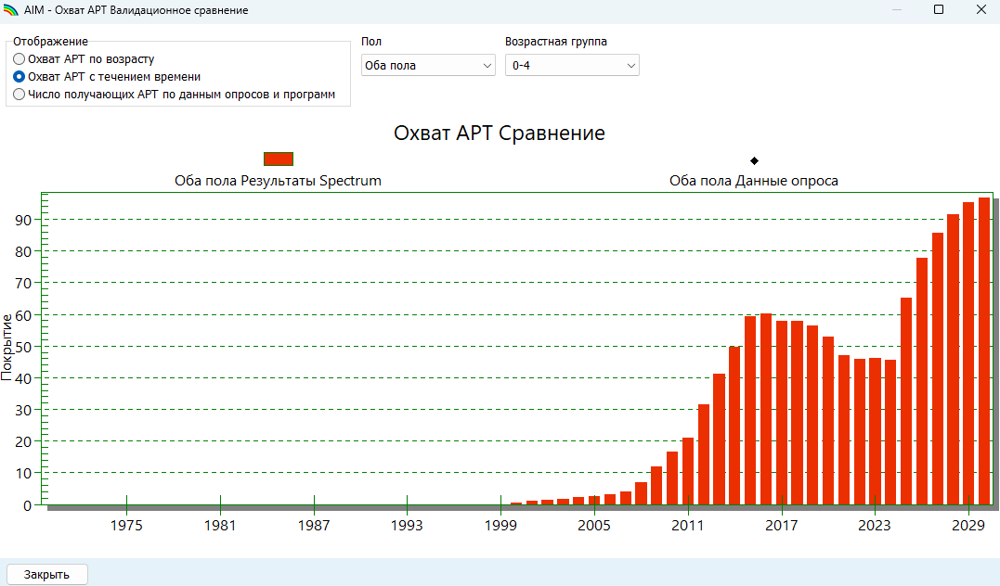 AIM - Охват АРТ Валидационное сравнение
Отображение
Охват АРТ по возрасту
Охват АРТ с течением времени
Число получающих АРТ по данным опросов и программ
Пол
Оба пола
Возрастная группа
0-4
Охват АРТ Сравнение
Оба пола Результаты Spectrum
Оба пола Данные опроса
Покрытие
90
80
70
60
50
40
30
20
10
0
1975 1981 1987 1993 1999 2005 2011 2017 2023 2029
Закрыть